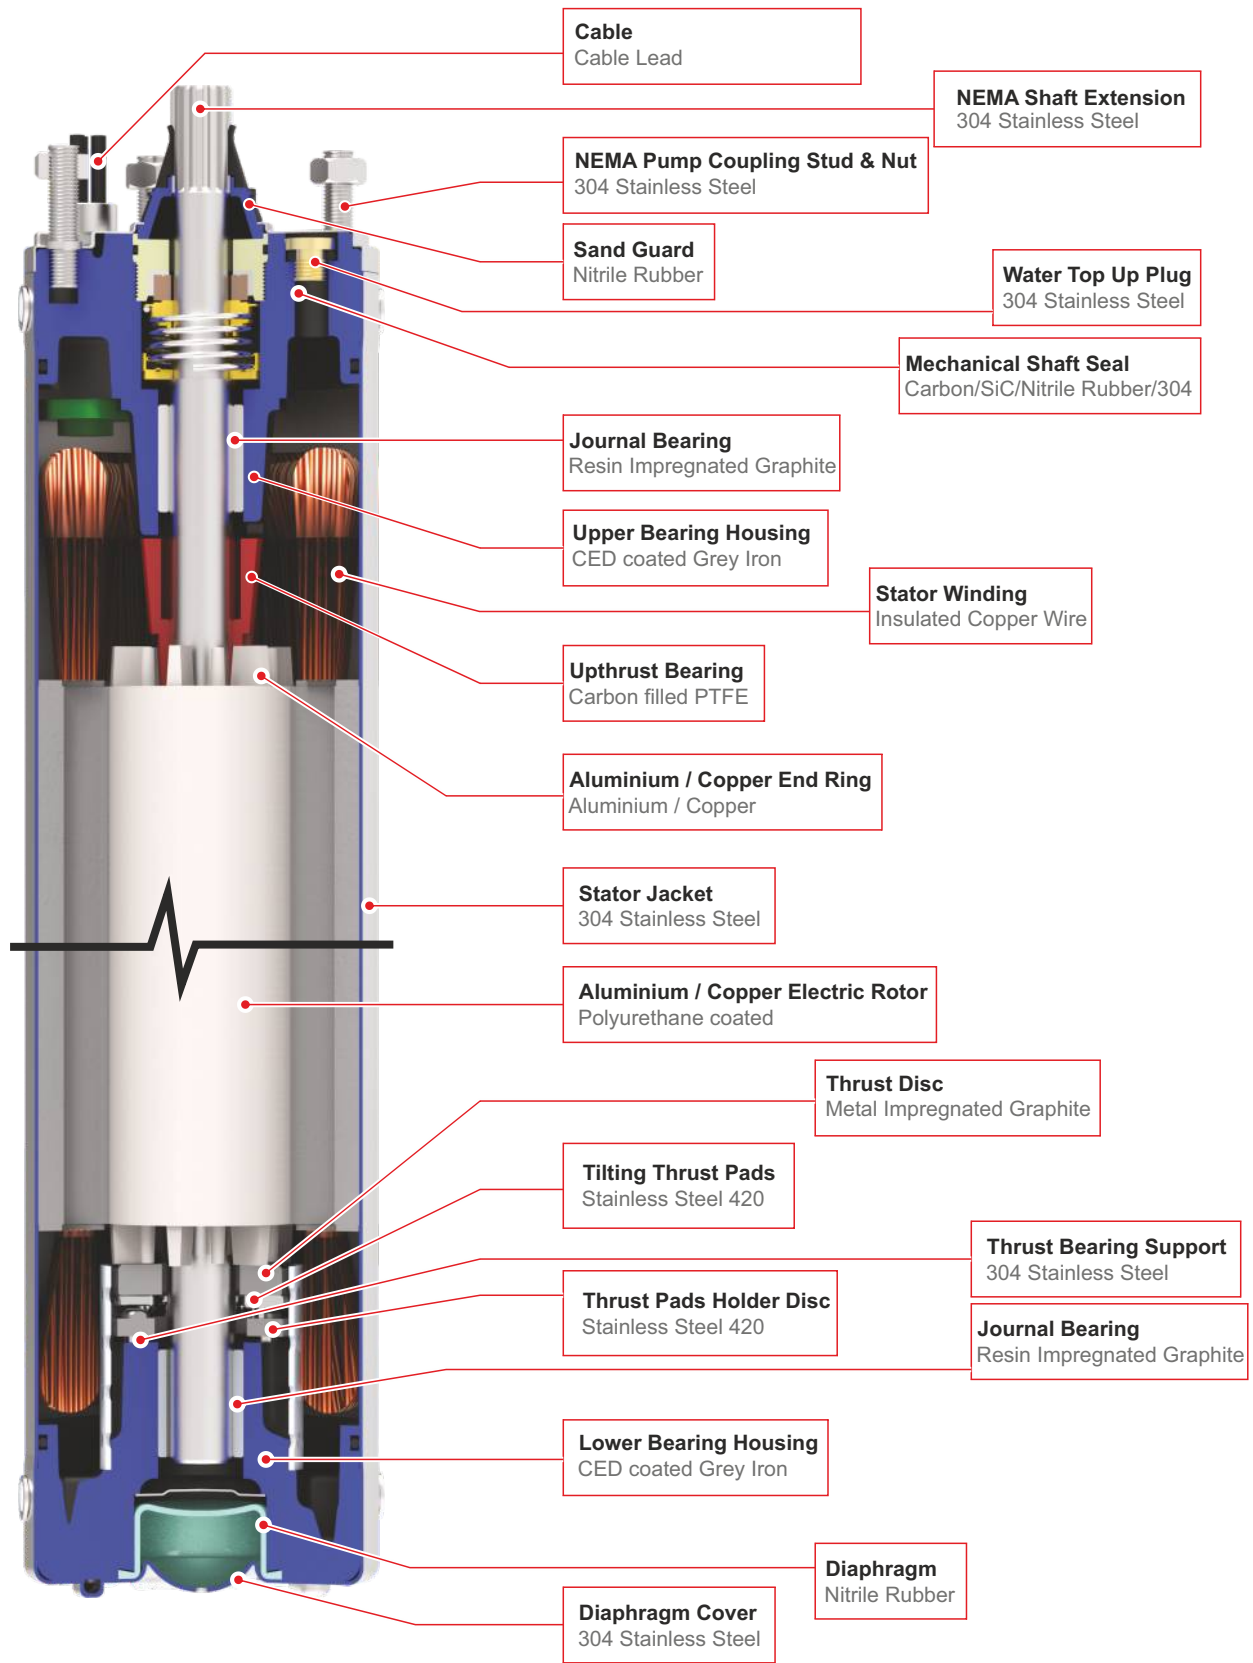 Cable
Cable Lead
NEMA Shaft Extension
304 Stainless Steel
NEMA Pump Coupling Stud & Nut
304 Stainless Steel
Sand Guard
Nitrile Rubber
Water Top Up Plug
304 Stainless Steel
Mechanical Shaft Seal
Carbon/SiC/Nitrile Rubber/304
Journal Bearing
Resin Impregnated Graphite
Upper Bearing Housing
CED coated Grey Iron
Stator Winding
Insulated Copper Wire
Upthrust Bearing
Carbon filled PTFE
Aluminium / Copper End Ring
Aluminium / Copper
Stator Jacket
304 Stainless Steel
Aluminium / Copper Electric Rotor
Polyurethane coated
Thrust Disc
Metal Impregnated Graphite
Tilting Thrust Pads
Stainless Steel 420
Thrust Bearing Support
304 Stainless Steel
Thrust Pads Holder Disc
Stainless Steel 420
Journal Bearing
Resin Impregnated Graphite
Lower Bearing Housing
CED coated Grey Iron
Diaphragm
Nitrile Rubber
Diaphragm Cover
304 Stainless Steel